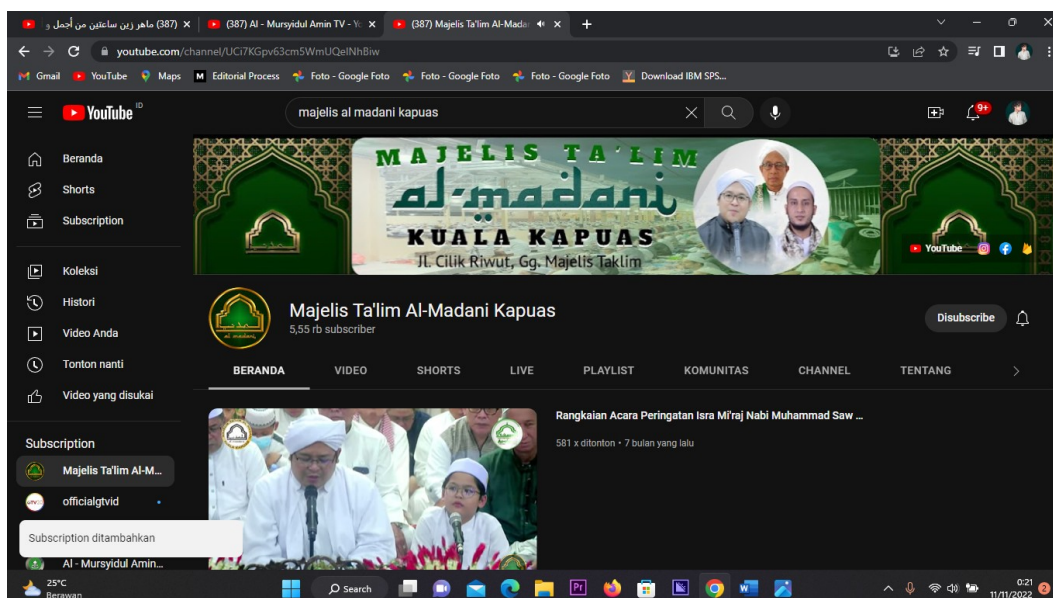 (387) ماهر زين ساعتين من أجمل و
(387) Al - Mursyidul Amin TV - Yo
(387) Majelis Ta'lim Al-Madan
youtube.com/channel/UCi7KGpv63cm5WmUQelNhBiw
Gmail YouTube Maps Editorial Process Foto - Google Foto Foto - Google Foto Foto - Google Foto Download IBM SPS...
YouTube ID
majelis al madani kapuas
9+
Beranda
Shorts
Subscription
Koleksi
Histori
Video Anda
Tonton nanti
Video yang disukai
Subscription
Majelis Ta'lim Al-M...
officialgtvid
Al - Mursyidul Amin...
Subscription ditambahkan
MAJELIS TA'LIM
al-madani
KUALA KAPUAS
Jl. Cilik Riwut, Gg. Majelis Taklim
YouTube
Majelis Ta'lim Al-Madani Kapuas
5,55 rb subscriber
Disubscribe
BERANDA VIDEO SHORTS LIVE PLAYLIST KOMUNITAS CHANNEL TENTANG
Rangkaian Acara Peringatan Isra Mi'raj Nabi Muhammad Saw ...
581 x ditonton • 7 bulan yang lalu
25°C
Berawan
Search
0:21
11/11/2022
2